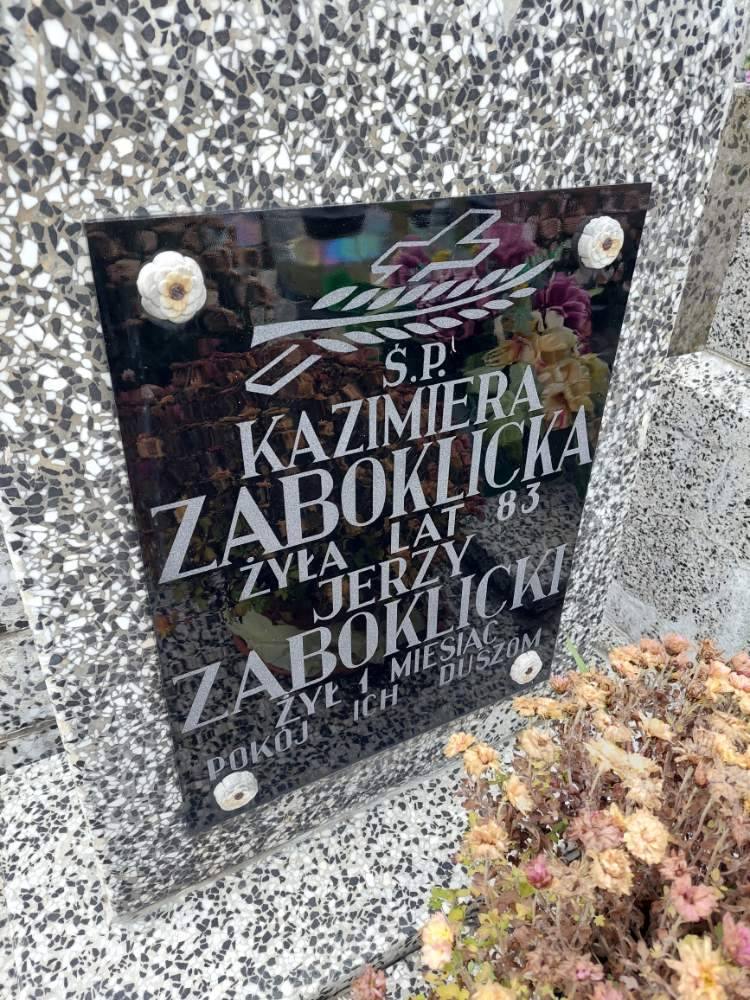 Ś.P.
KAZIMIERA
ZABOKLICKA
ŻYŁA LAT 83
JERZY
ZABOKLICKI
ŻYŁ 1 MIESIĄC
POKÓJ ICH DUSZOM